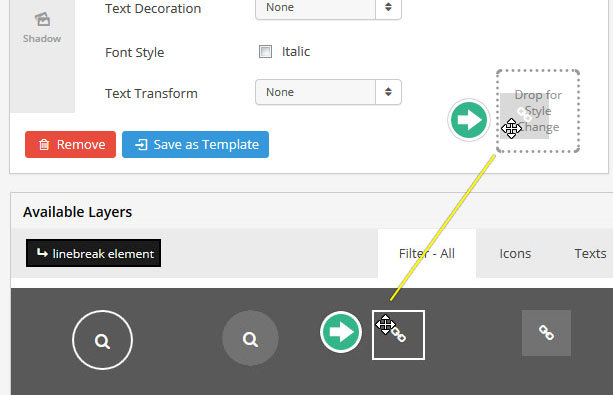 Text Decoration
None
Shadow
Font Style
Italic
Text Transform
None
Drop for
Style
Change
Remove
Save as Template
Available Layers
linebreak element
Filter - All
Icons
Texts